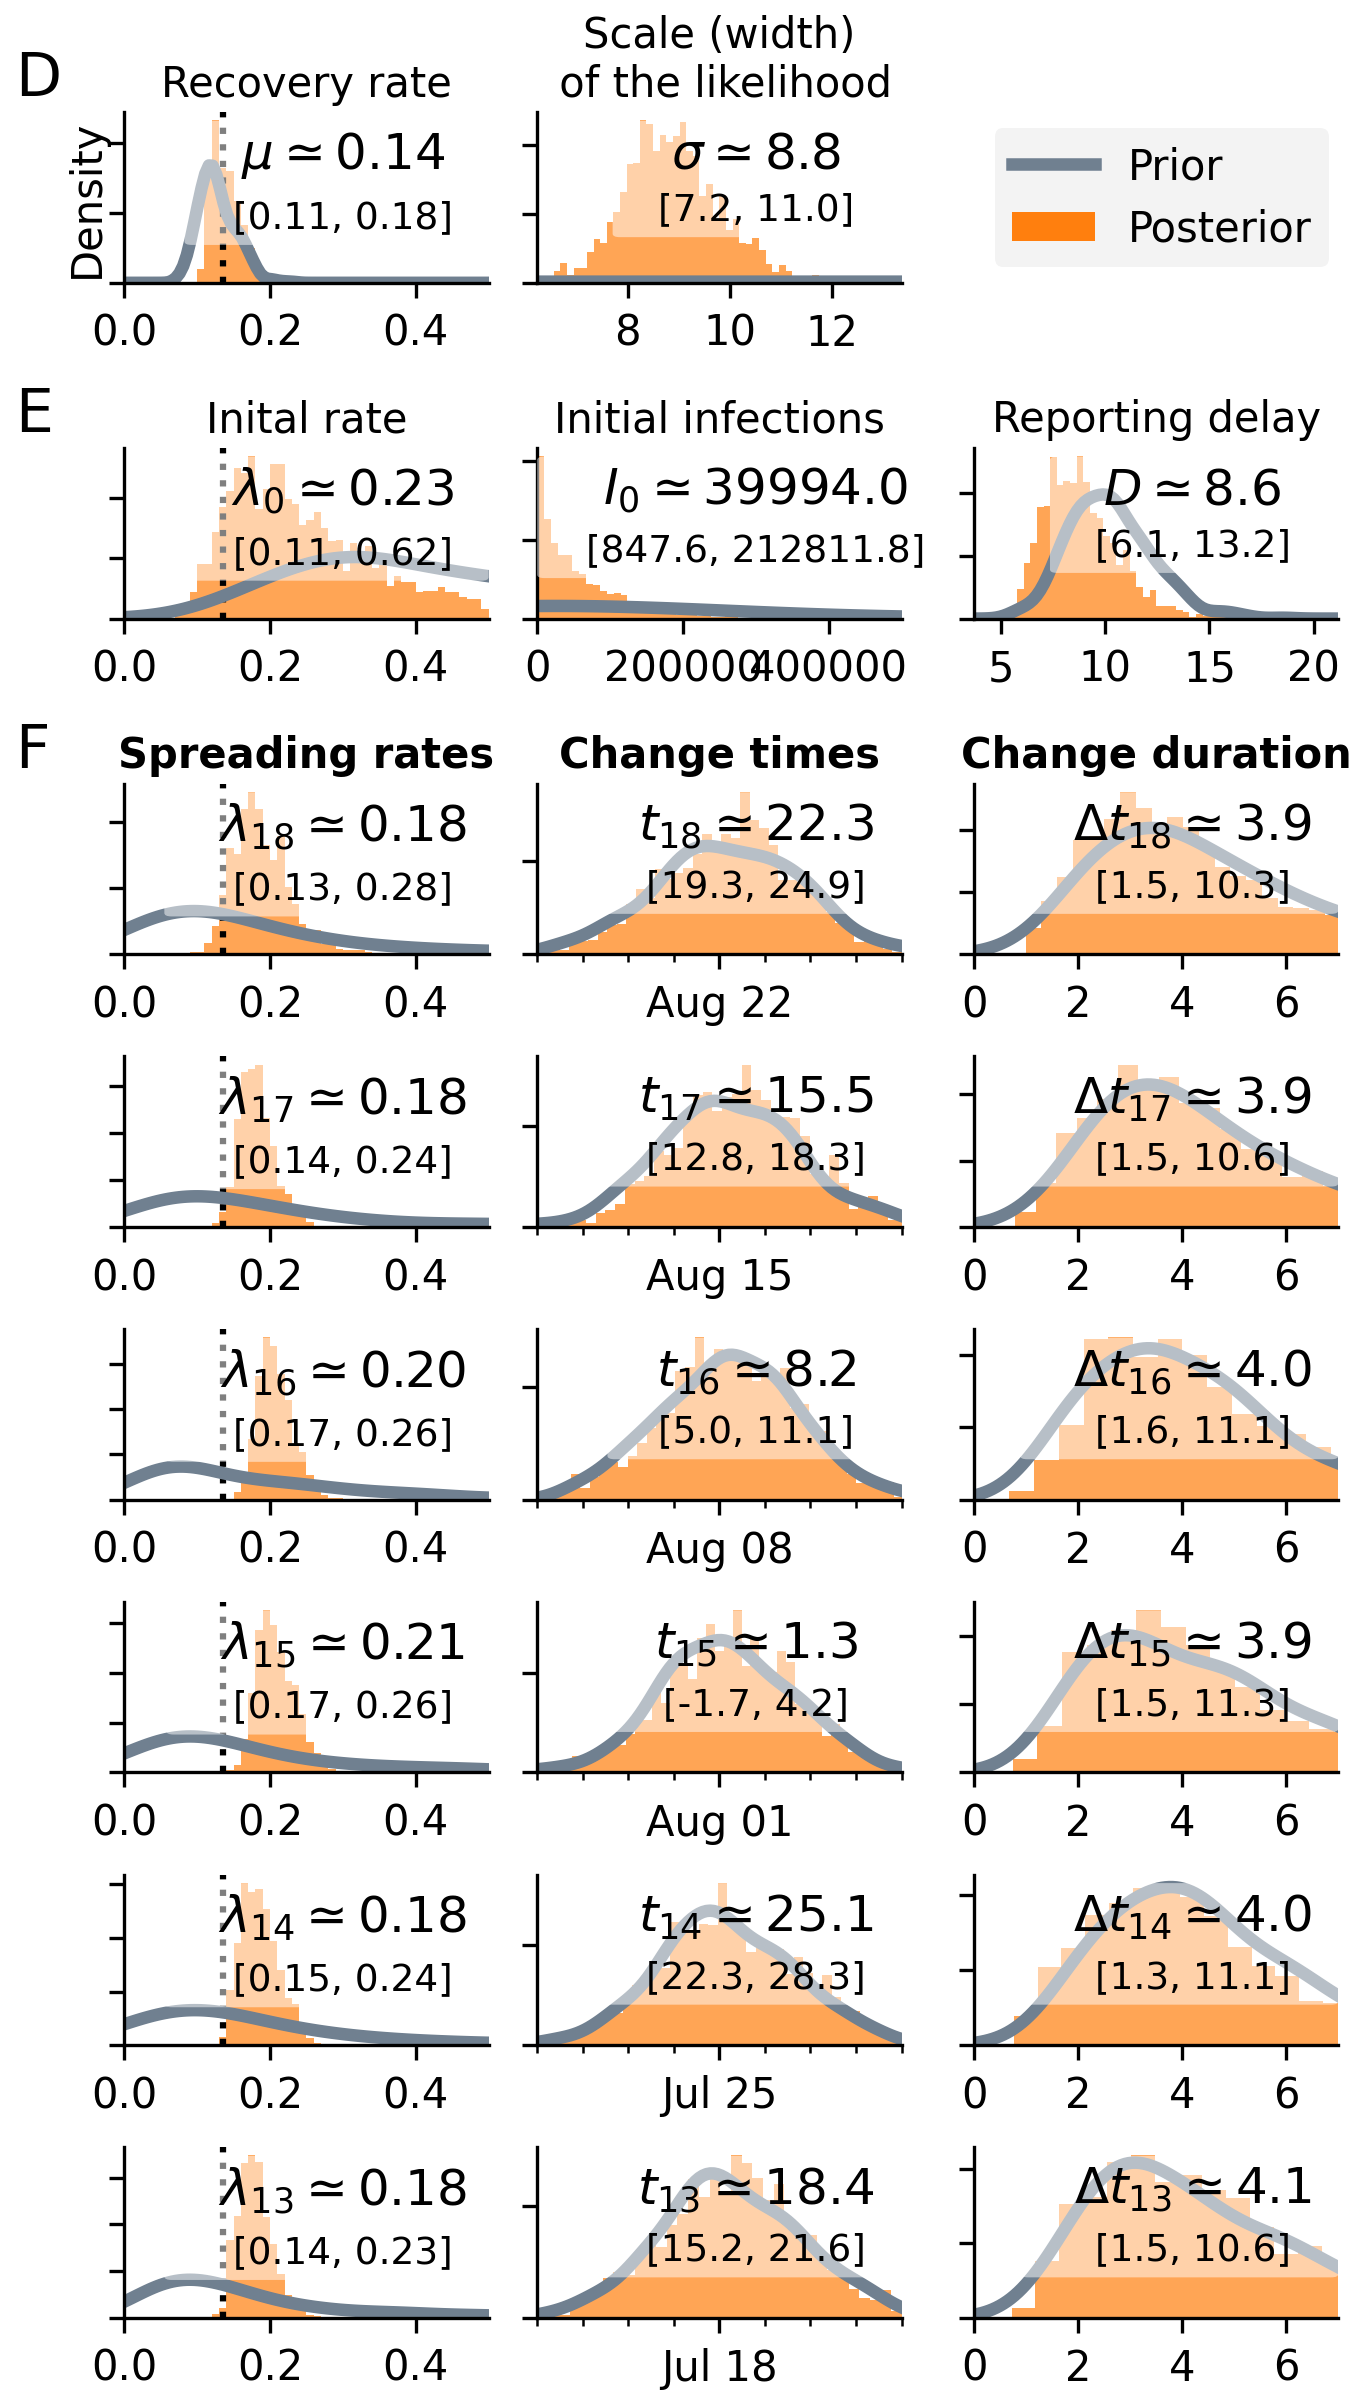 D
Recovery rate
Scale (width)
of the likelihood
Density
μ ≃ 0.14
[0.11, 0.18]
σ ≃ 8.8
[7.2, 11.0]
Prior
Posterior
0.0 0.2 0.4
8 10 12
E
Inital rate
Initial infections
Reporting delay
λ0 ≃ 0.23
[0.11, 0.62]
I0 ≃ 39994.0
[847.6, 212811.8]
D ≃ 8.6
[6.1, 13.2]
0.0 0.2 0.4
0 200000 400000
5 10 15 20
F
Spreading rates
Change times
Change duration
λ18 ≃ 0.18
[0.13, 0.28]
t18 ≃ 22.3
[19.3, 24.9]
Δt18 ≃ 3.9
[1.5, 10.3]
0.0 0.2 0.4
Aug 22
0 2 4 6
λ17 ≃ 0.18
[0.14, 0.24]
t17 ≃ 15.5
[12.8, 18.3]
Δt17 ≃ 3.9
[1.5, 10.6]
0.0 0.2 0.4
Aug 15
0 2 4 6
λ16 ≃ 0.20
[0.17, 0.26]
t16 ≃ 8.2
[5.0, 11.1]
Δt16 ≃ 4.0
[1.6, 11.1]
0.0 0.2 0.4
Aug 08
0 2 4 6
λ15 ≃ 0.21
[0.17, 0.26]
t15 ≃ 1.3
[-1.7, 4.2]
Δt15 ≃ 3.9
[1.5, 11.3]
0.0 0.2 0.4
Aug 01
0 2 4 6
λ14 ≃ 0.18
[0.15, 0.24]
t14 ≃ 25.1
[22.3, 28.3]
Δt14 ≃ 4.0
[1.3, 11.1]
0.0 0.2 0.4
Jul 25
0 2 4 6
λ13 ≃ 0.18
[0.14, 0.23]
t13 ≃ 18.4
[15.2, 21.6]
Δt13 ≃ 4.1
[1.5, 10.6]
0.0 0.2 0.4
Jul 18
0 2 4 6